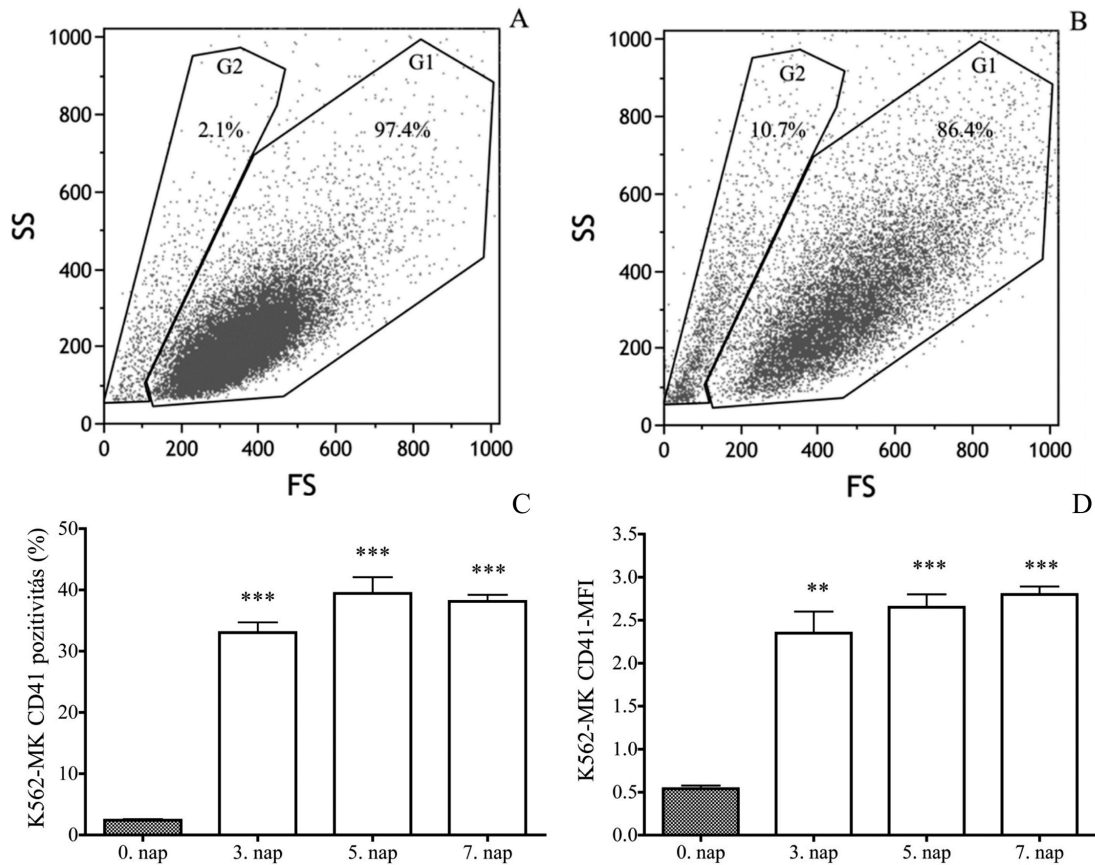 A
1000
800
600
400
200
0
SS
G2
G1
2.1%
97.4%
200
400
600
800
1000
FS
B
1000
800
600
400
200
0
SS
G2
G1
10.7%
86.4%
0
200
400
600
800
1000
FS
C
K562-MK CD41 pozitivitás (%)
50
40
30
20
10
0
***
***
***
0. nap
3. nap
5. nap
7. nap
D
K562-MK CD41-MFI
3.5
3.0
2.5
2.0
1.5
1.0
0.5
0.0
**
***
***
0. nap
3. nap
5. nap
7. nap